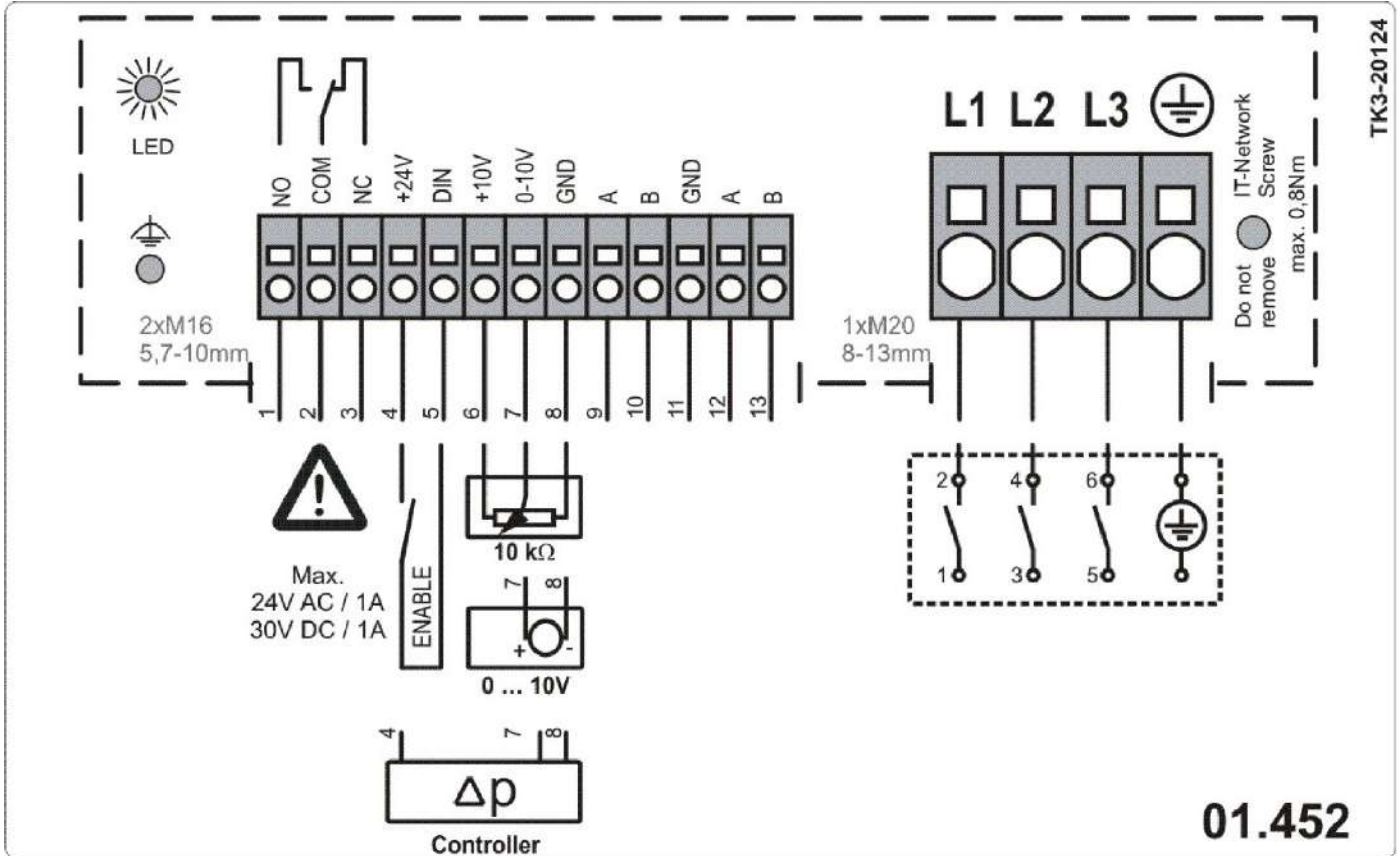 TK3-20124
LED
NO
COM
NC
+24V
DIN
+10V
0-10V
GND
A
B
GND
A
B
L1 L2 L3
IT-Network
Screw
Do not
remove
max. 0,8Nm
2xM16
5,7-10mm
1xM20
8-13mm
1
2
3
4
5
6
7
8
9
10
11
12
13
!
Max.
24V AC / 1A
30V DC / 1A
ENABLE
10 kΩ
7
8
+ -
0 ... 10V
4
7
8
Δp
Controller
2 4 6
1 3 5
01.452